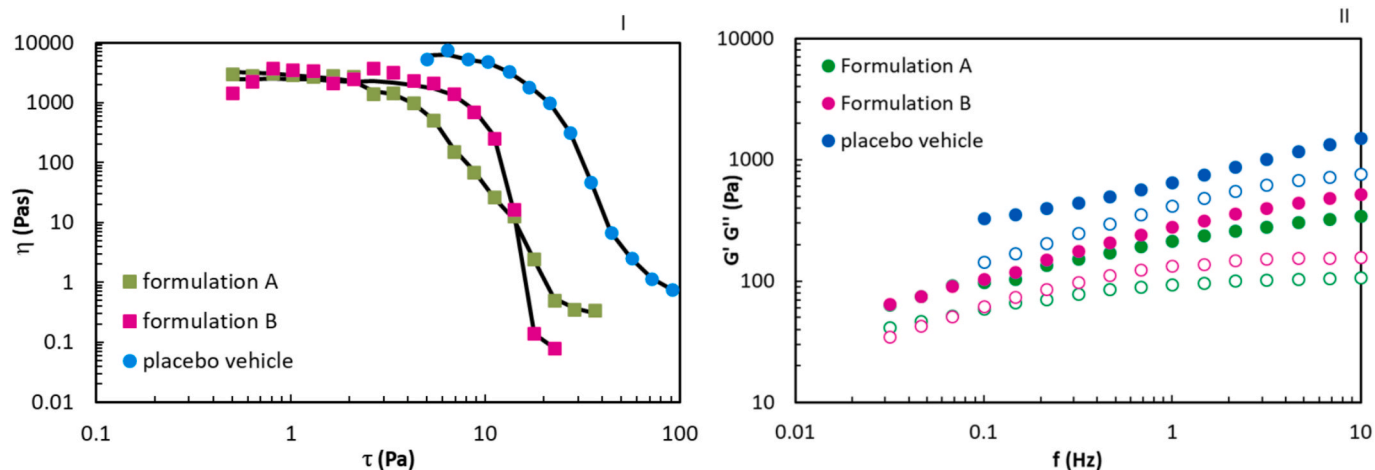 I
η (Pas)
10000
1000
100
10
1
0.1
0.01
formulation A
formulation B
placebo vehicle
0.1
1
10
100
τ (Pa)
II
G' G'' (Pa)
10000
1000
100
10
Formulation A
Formulation B
placebo vehicle
0.01
0.1
1
10
f (Hz)